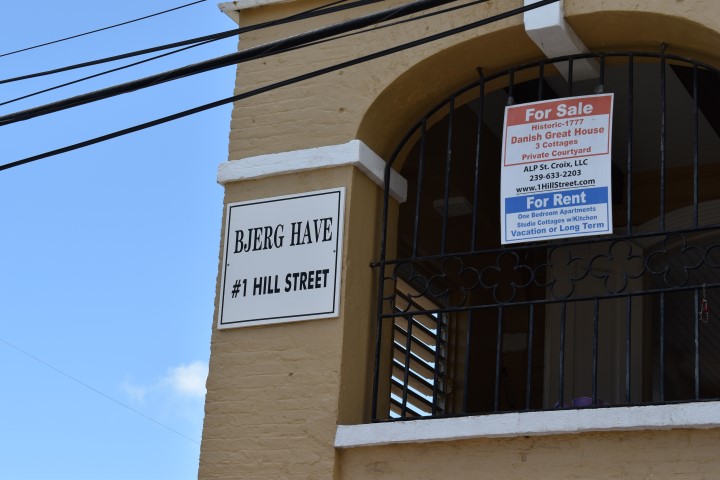 BJERG HAVE
#1 HILL STREET
For Sale
Historic-1777
Danish Great House
3 Cottages
Private Courtyard
ALP St. Croix, LLC
239-633-2203
www.1HillStreet.com
For Rent
One Bedroom Apartments
Studio Cottages w/Kitchen
Vacation or Long Term